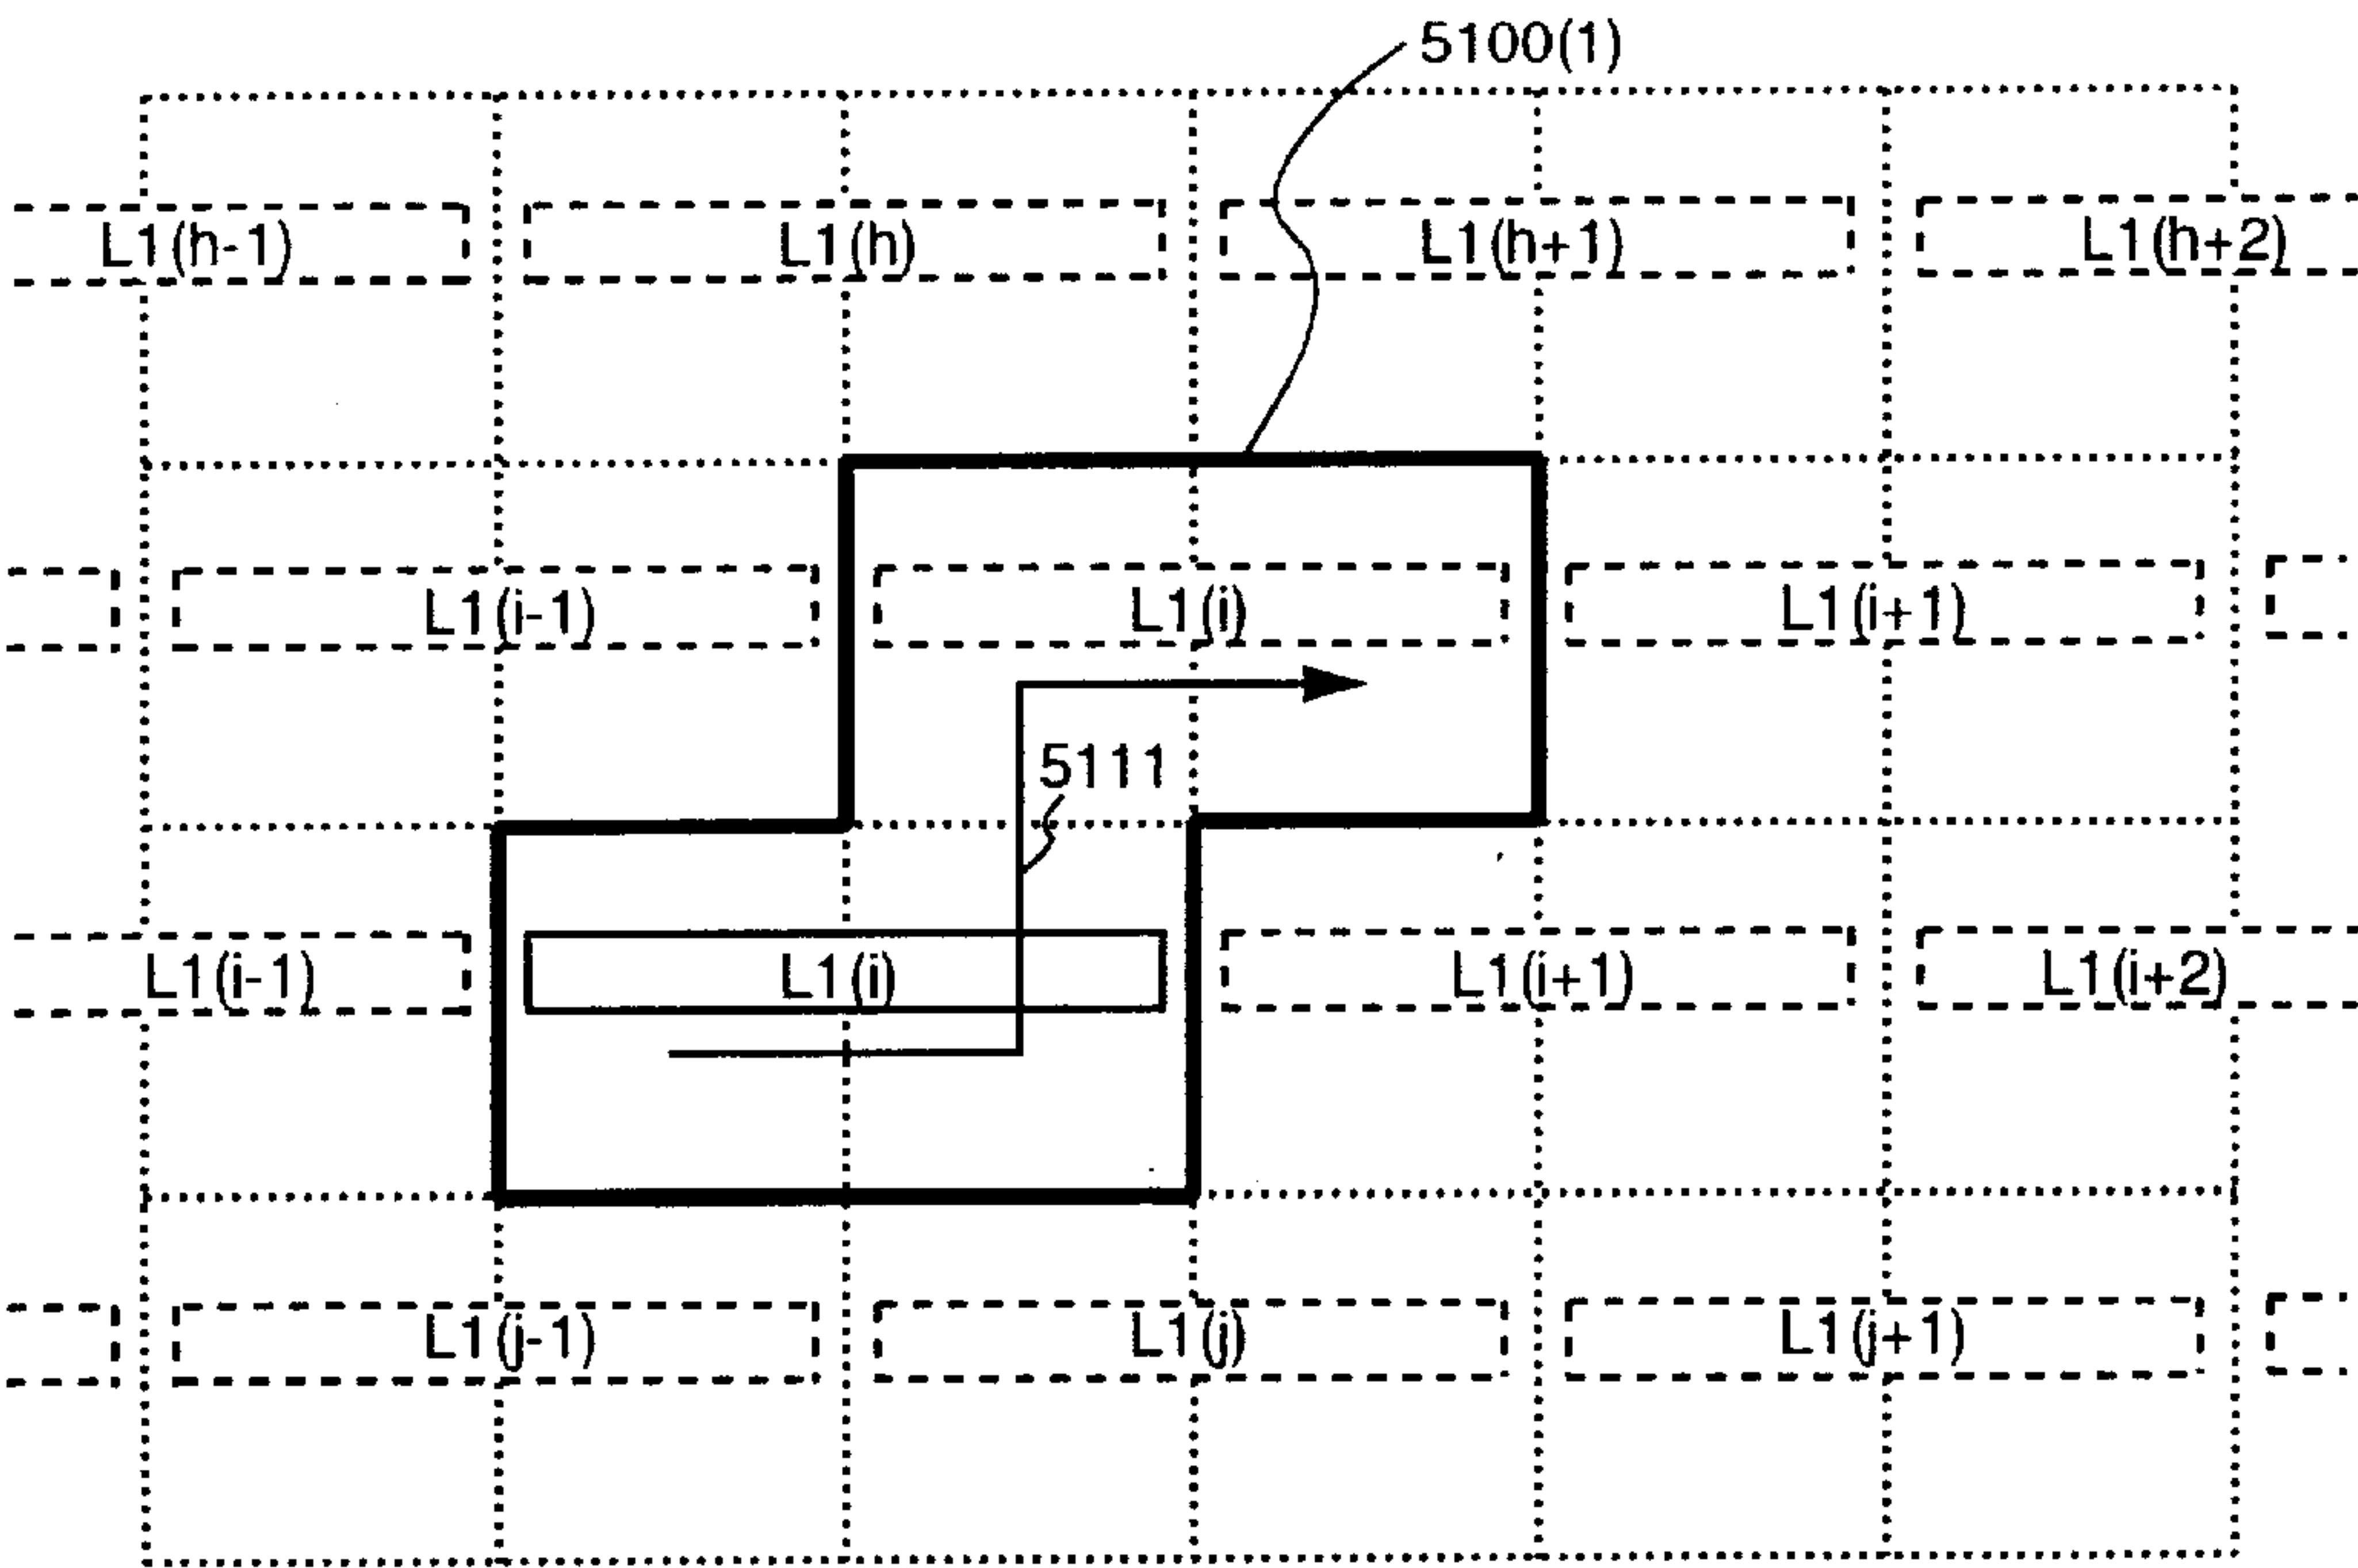 5100(1)
L1(h-1) L1(h) L1(h+1) L1(h+2)
L1(i-1) L1(i) L1(i+1)
5111
L1(i-1) L1(i) L1(i+1) L1(i+2)
L1(j-1) L1(j) L1(j+1)